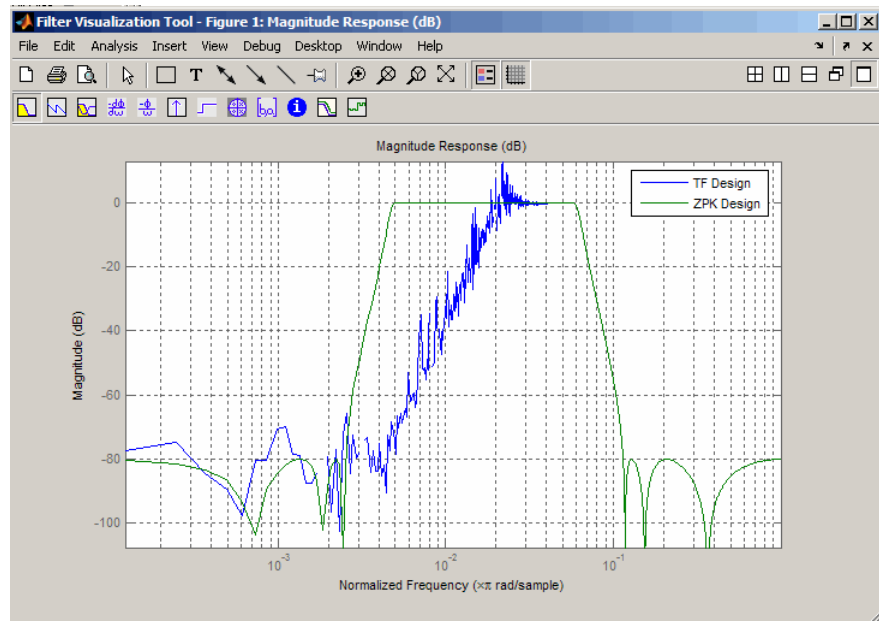 Filter Visualization Tool - Figure 1: Magnitude Response (dB)
File Edit Analysis Insert View Debug Desktop Window Help
T
Magnitude Response (dB)
TF Design
ZPK Design
0
-20
-40
-60
-80
-100
Magnitude (dB)
10^-3
10^-2
10^-1
Normalized Frequency (×π rad/sample)